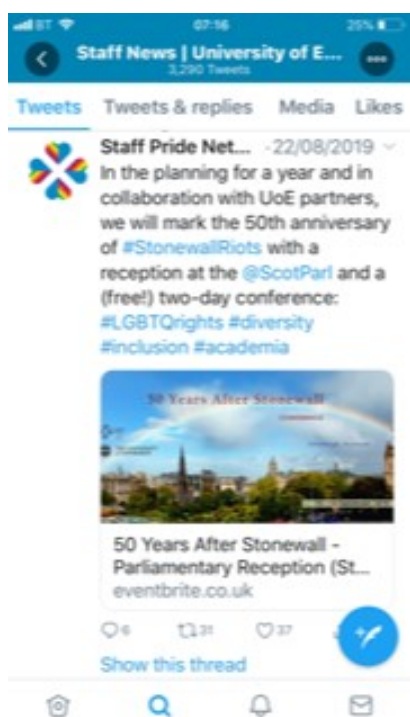 BT 07:16 25%
Staff News | University of E...
3,290 Tweets
Tweets Tweets & replies Media Likes
Staff Pride Net... · 22/08/2019
In the planning for a year and in
collaboration with UoE partners,
we will mark the 50th anniversary
of #StonewallRiots with a
reception at the @ScotParl and a
(free!) two-day conference:
#LGBTQrights #diversity
#inclusion #academia
50 Years After Stonewall
50 Years After Stonewall -
Parliamentary Reception (St...
eventbrite.co.uk
6 31 37
Show this thread